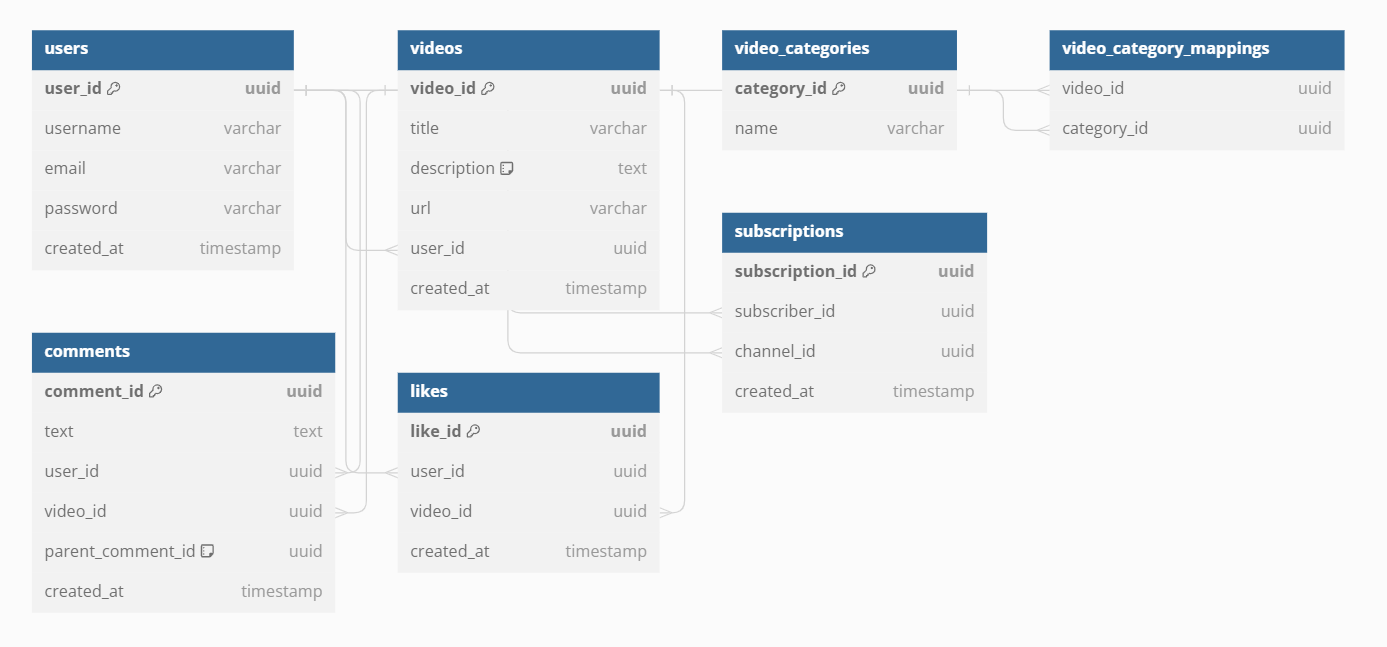 users
user_id uuid
username varchar
email varchar
password varchar
created_at timestamp
videos
video_id uuid
title varchar
description text
url varchar
user_id uuid
created_at timestamp
video_categories
category_id uuid
name varchar
video_category_mappings
video_id uuid
category_id uuid
subscriptions
subscription_id uuid
subscriber_id uuid
channel_id uuid
created_at timestamp
comments
comment_id uuid
text text
user_id uuid
video_id uuid
parent_comment_id uuid
created_at timestamp
likes
like_id uuid
user_id uuid
video_id uuid
created_at timestamp